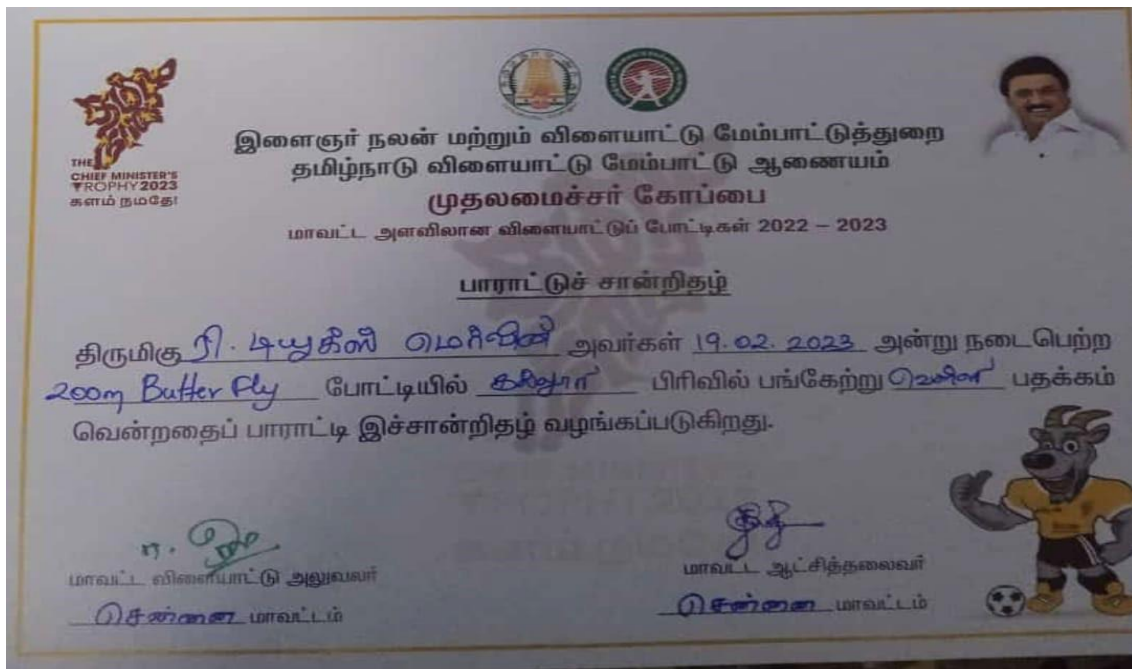 THE
CHIEF MINISTER'S
TROPHY 2023
களம் நமதே!
இளைஞர் நலன் மற்றும் விளையாட்டு மேம்பாட்டுத்துறை
தமிழ்நாடு விளையாட்டு மேம்பாட்டு ஆணையம்
முதலமைச்சர் கோப்பை
மாவட்ட அளவிலான விளையாட்டுப் போட்டிகள் 2022 – 2023
பாராட்டுச் சான்றிதழ்
திருமிகு ரி. டியுகீஸ் மெர்வின் அவர்கள் 19.02.2023 அன்று நடைபெற்ற
200m Butter Fly போட்டியில் கல்லூரி பிரிவில் பங்கேற்று வெள்ளி பதக்கம்
வென்றதைப் பாராட்டி இச்சான்றிதழ் வழங்கப்படுகிறது.
மாவட்ட விளையாட்டு அலுவலர்
சென்னை மாவட்டம்
மாவட்ட ஆட்சித்தலைவர்
சென்னை மாவட்டம்